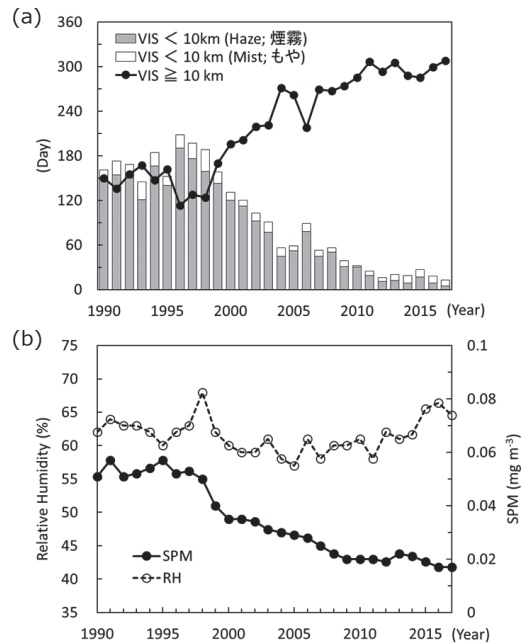 (a)
VIS < 10km (Haze; 煙霧)
VIS < 10 km (Mist; もや)
VIS ≧ 10 km
360
300
240
180
120
60
0
(Day)
1990 1995 2000 2005 2010 2015 (Year)
(b)
75
70
65
60
55
50
45
40
35
Relative Humidity (%)
0.1
0.08
0.06
0.04
0.02
0
SPM (mg m-3)
SPM
RH
1990 1995 2000 2005 2010 2015 (Year)